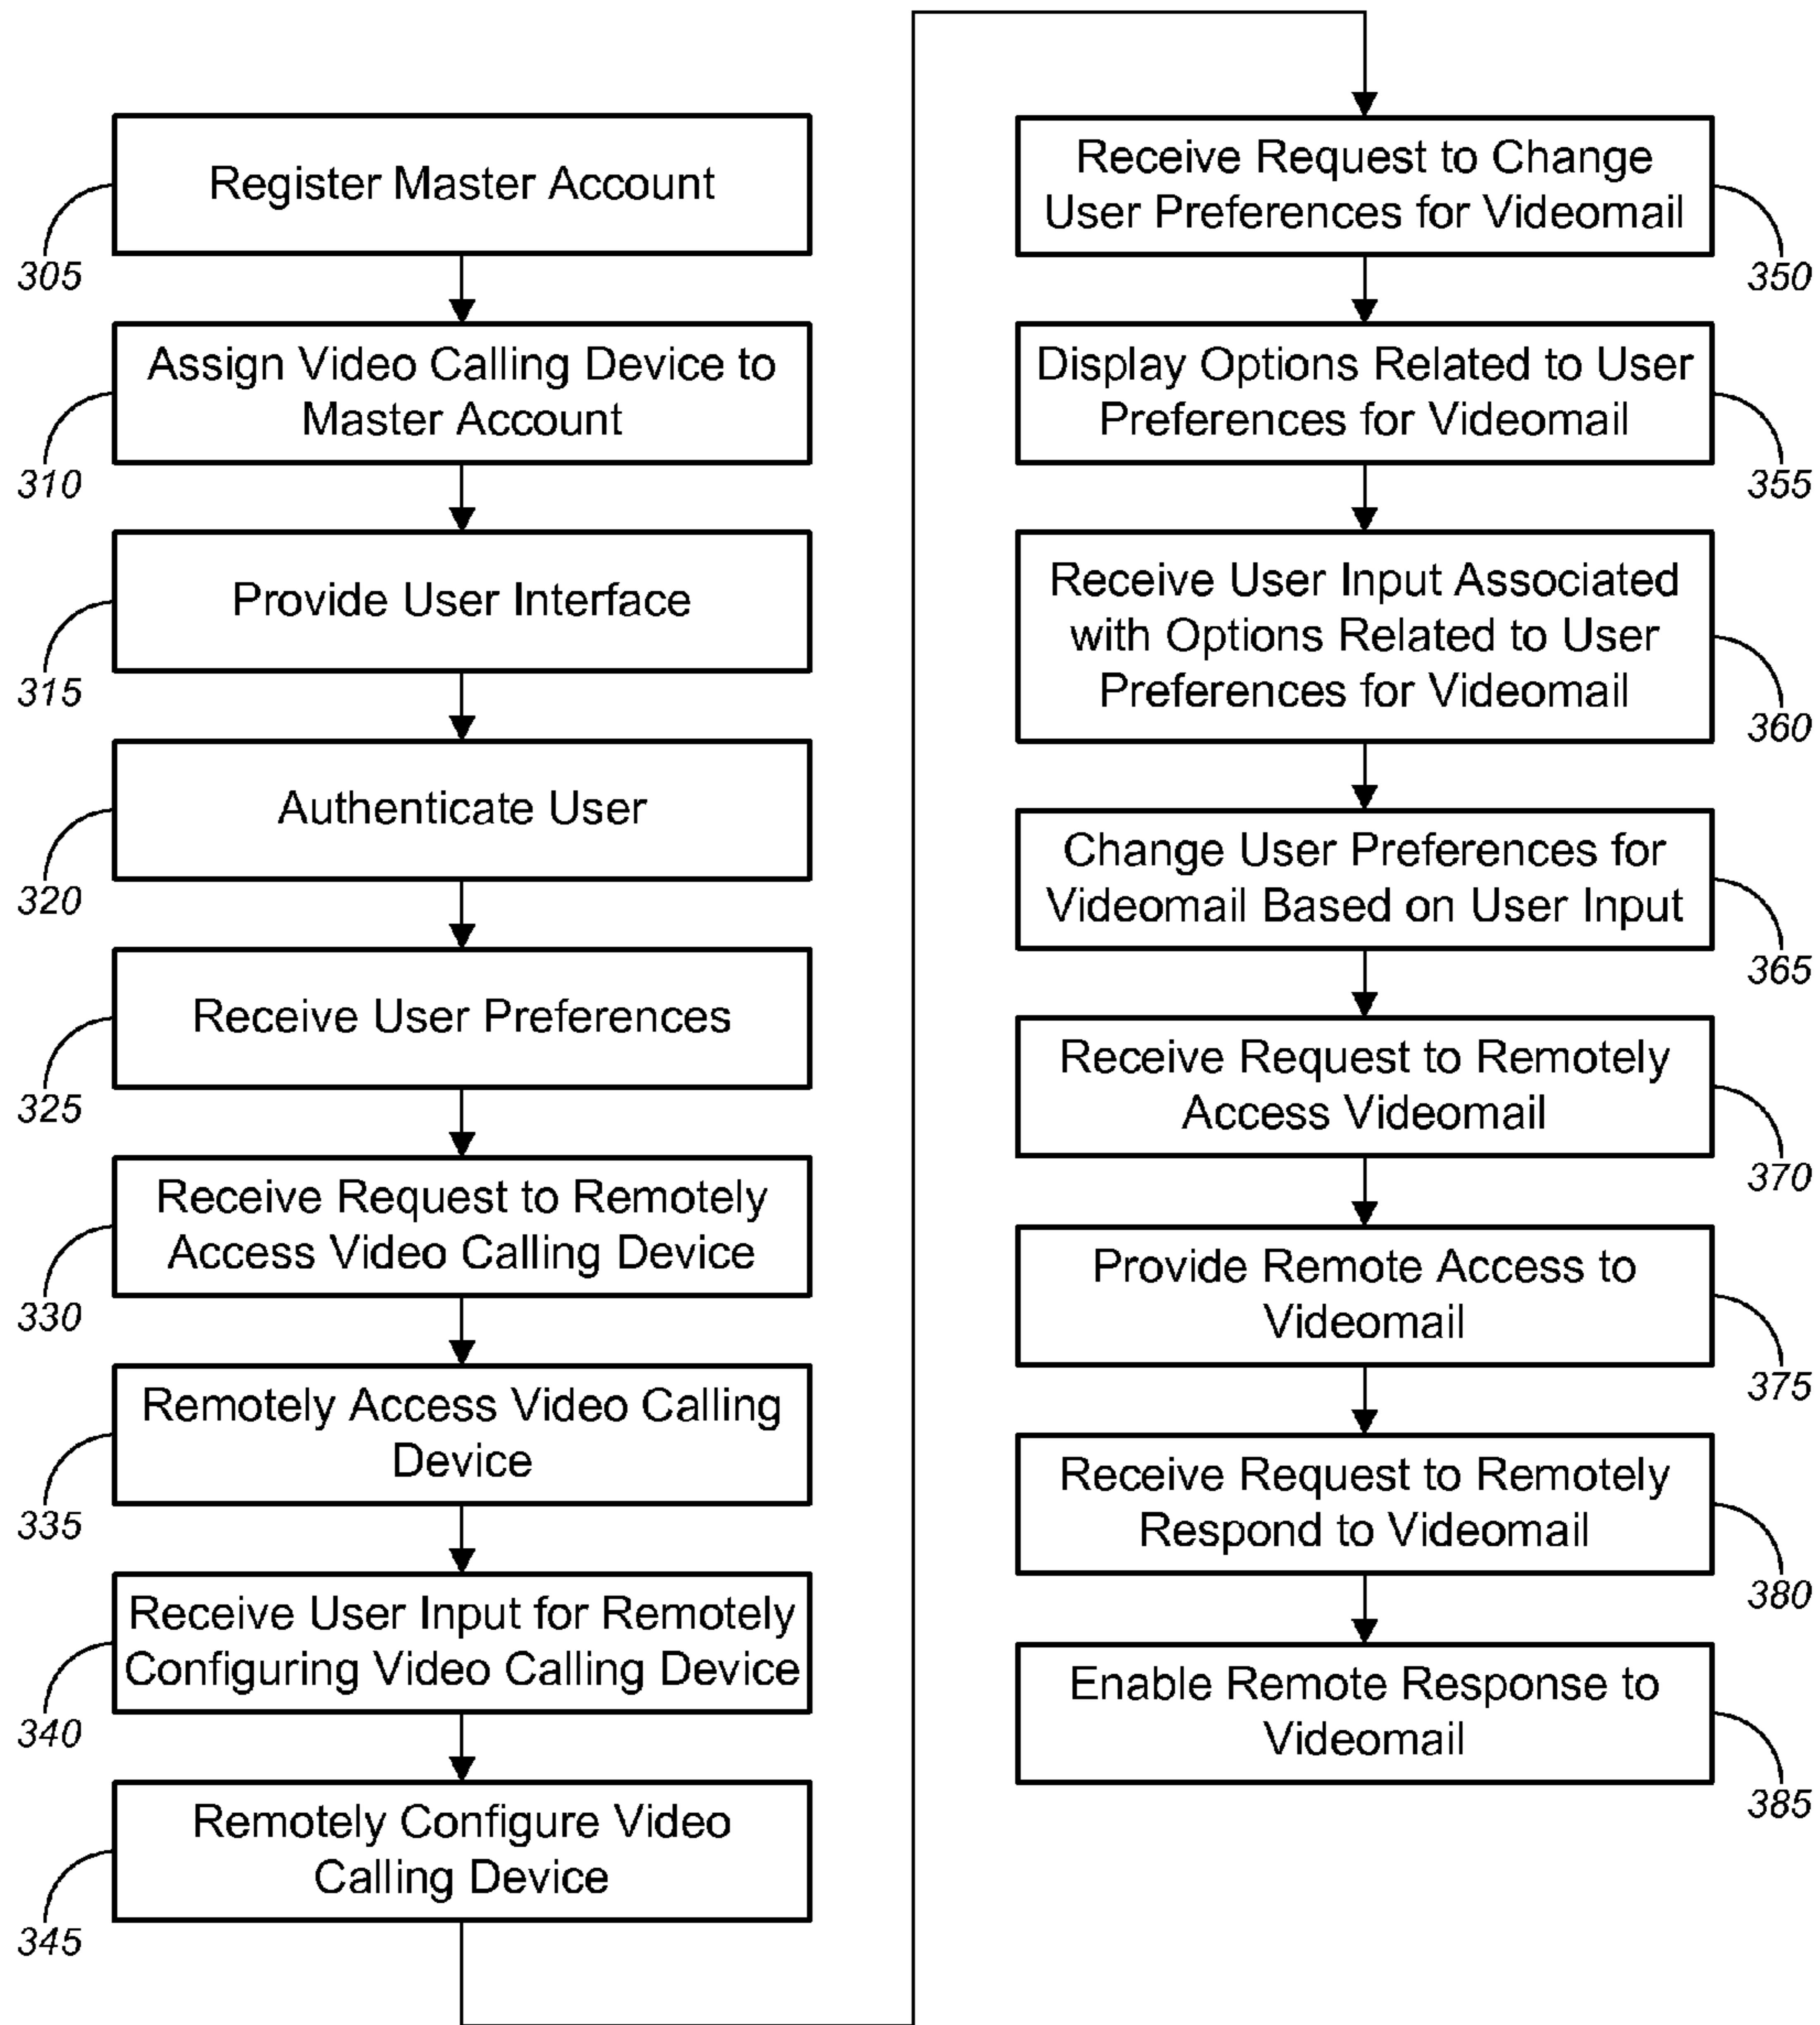 Register Master Account
305
Assign Video Calling Device to
Master Account
310
Provide User Interface
315
Authenticate User
320
Receive User Preferences
325
Receive Request to Remotely
Access Video Calling Device
330
Remotely Access Video Calling
Device
335
Receive User Input for Remotely
Configuring Video Calling Device
340
Remotely Configure Video
Calling Device
345
Receive Request to Change
User Preferences for Videomail
350
Display Options Related to User
Preferences for Videomail
355
Receive User Input Associated
with Options Related to User
Preferences for Videomail
360
Change User Preferences for
Videomail Based on User Input
365
Receive Request to Remotely
Access Videomail
370
Provide Remote Access to
Videomail
375
Receive Request to Remotely
Respond to Videomail
380
Enable Remote Response to
Videomail
385